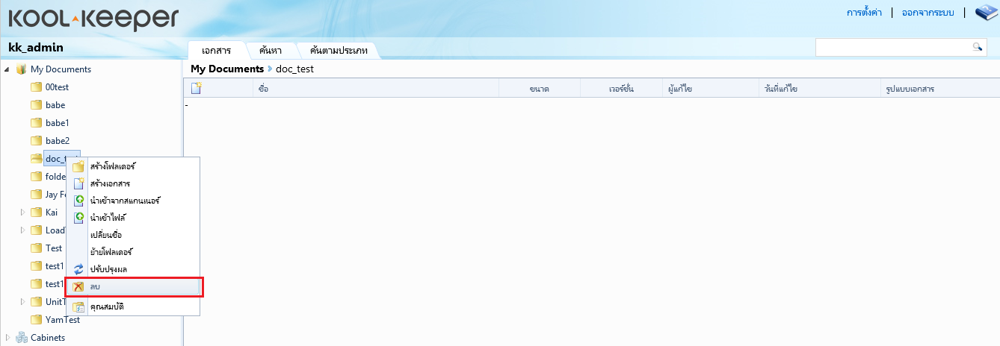 KOOL KEEPER
การตั้งค่า | ออกจากระบบ |
kk_admin
เอกสาร ค้นหา ค้นตามประเภท
My Documents
My Documents doc_test
00test
ชื่อ ขนาด เวอร์ชั่น ผู้แก้ไข วันที่แก้ไข รูปแบบเอกสาร
babe
-
babe1
babe2
doc_t
สร้างโฟลเดอร์
folde
สร้างเอกสาร
Jay Fo
นำเข้าจากสแกนเนอร์
Kai
นำเข้าไฟล์
Load
เปลี่ยนชื่อ
Test
ย้ายโฟลเดอร์
test1
ปรับปรุงผล
test1
ลบ
UnitT
คุณสมบัติ
YamTest
Cabinets